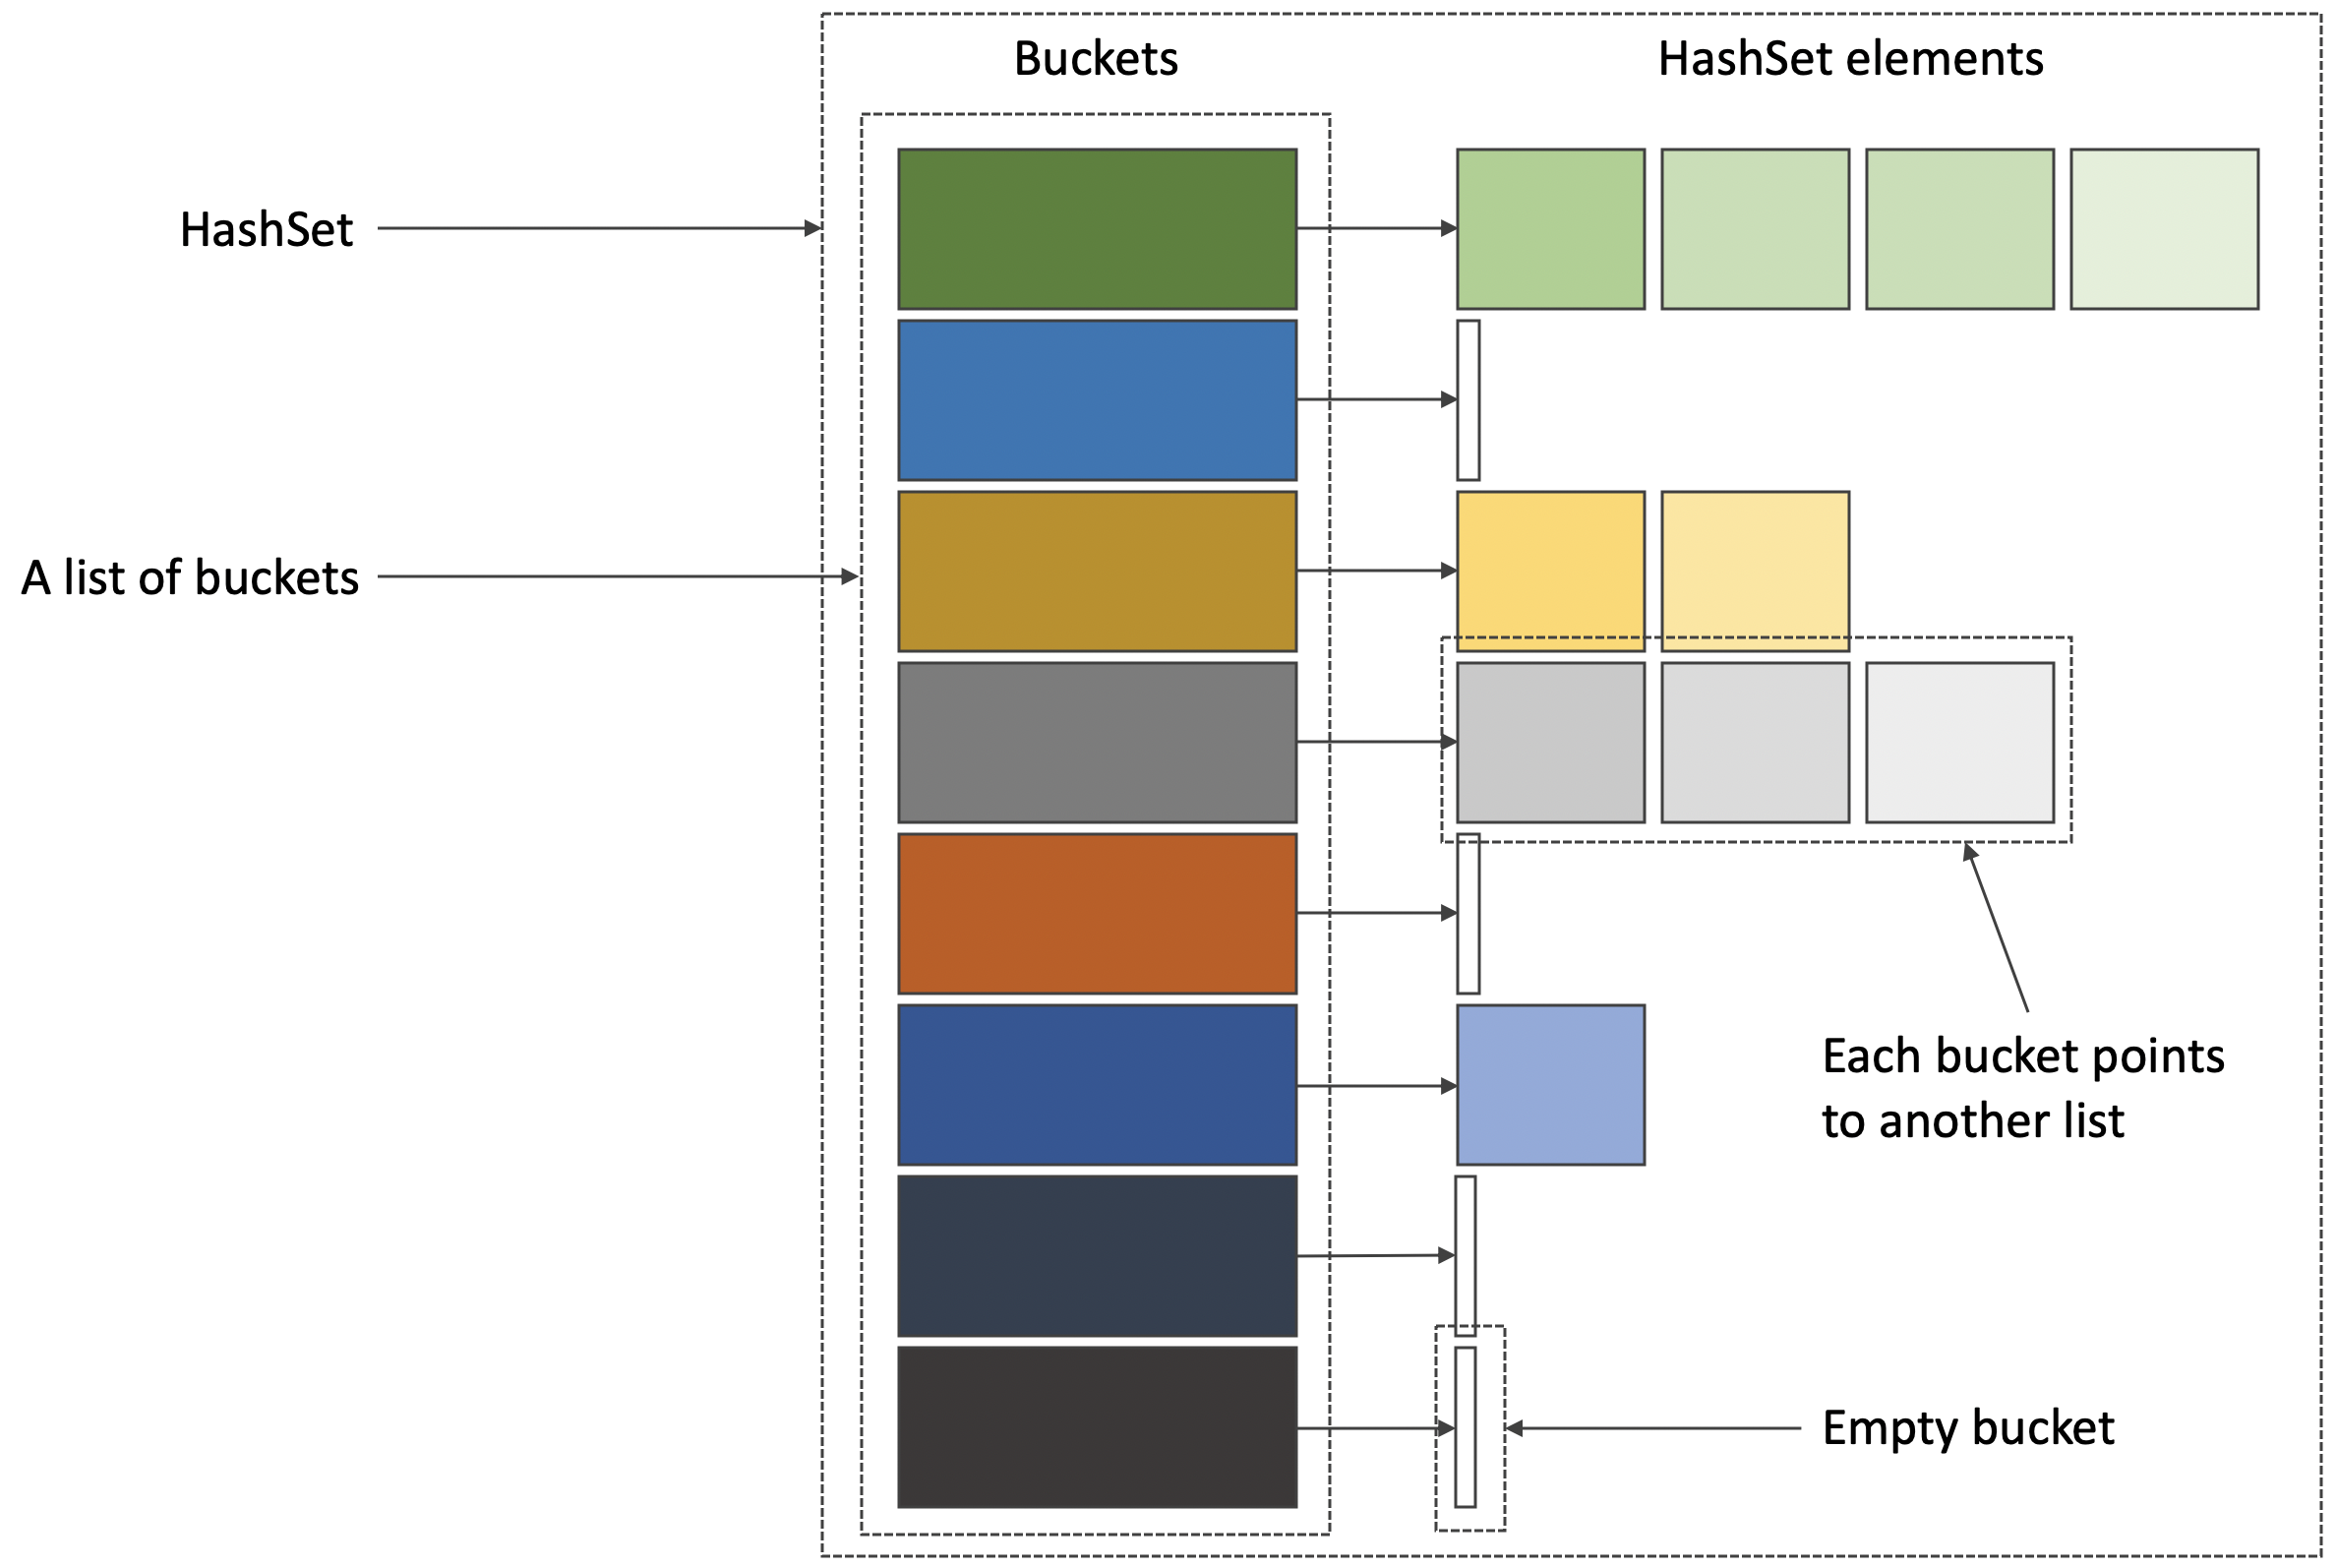 Buckets
HashSet elements
HashSet
A list of buckets
Each bucket points
to another list
Empty bucket